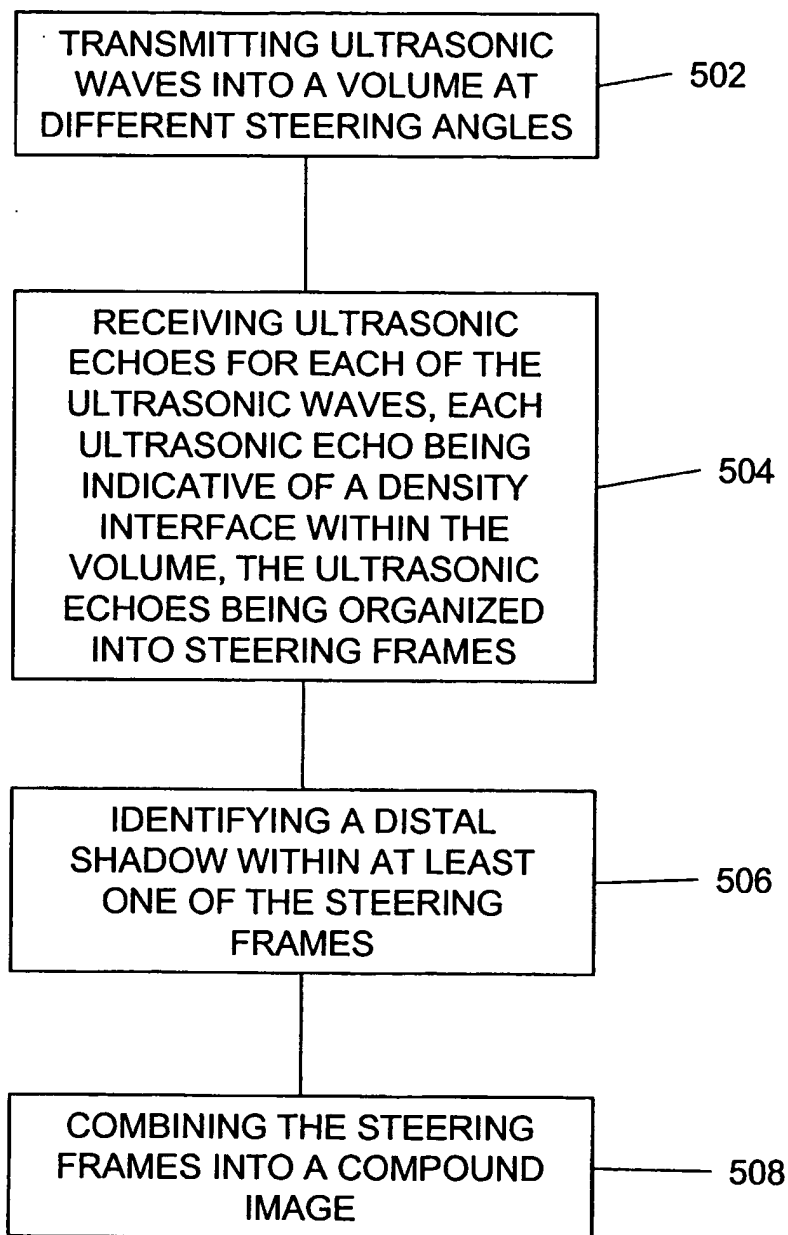 TRANSMITTING ULTRASONIC
WAVES INTO A VOLUME AT
DIFFERENT STEERING ANGLES
502
RECEIVING ULTRASONIC
ECHOES FOR EACH OF THE
ULTRASONIC WAVES, EACH
ULTRASONIC ECHO BEING
INDICATIVE OF A DENSITY
INTERFACE WITHIN THE
VOLUME, THE ULTRASONIC
ECHOES BEING ORGANIZED
INTO STEERING FRAMES
504
IDENTIFYING A DISTAL
SHADOW WITHIN AT LEAST
ONE OF THE STEERING
FRAMES
506
COMBINING THE STEERING
FRAMES INTO A COMPOUND
IMAGE
508